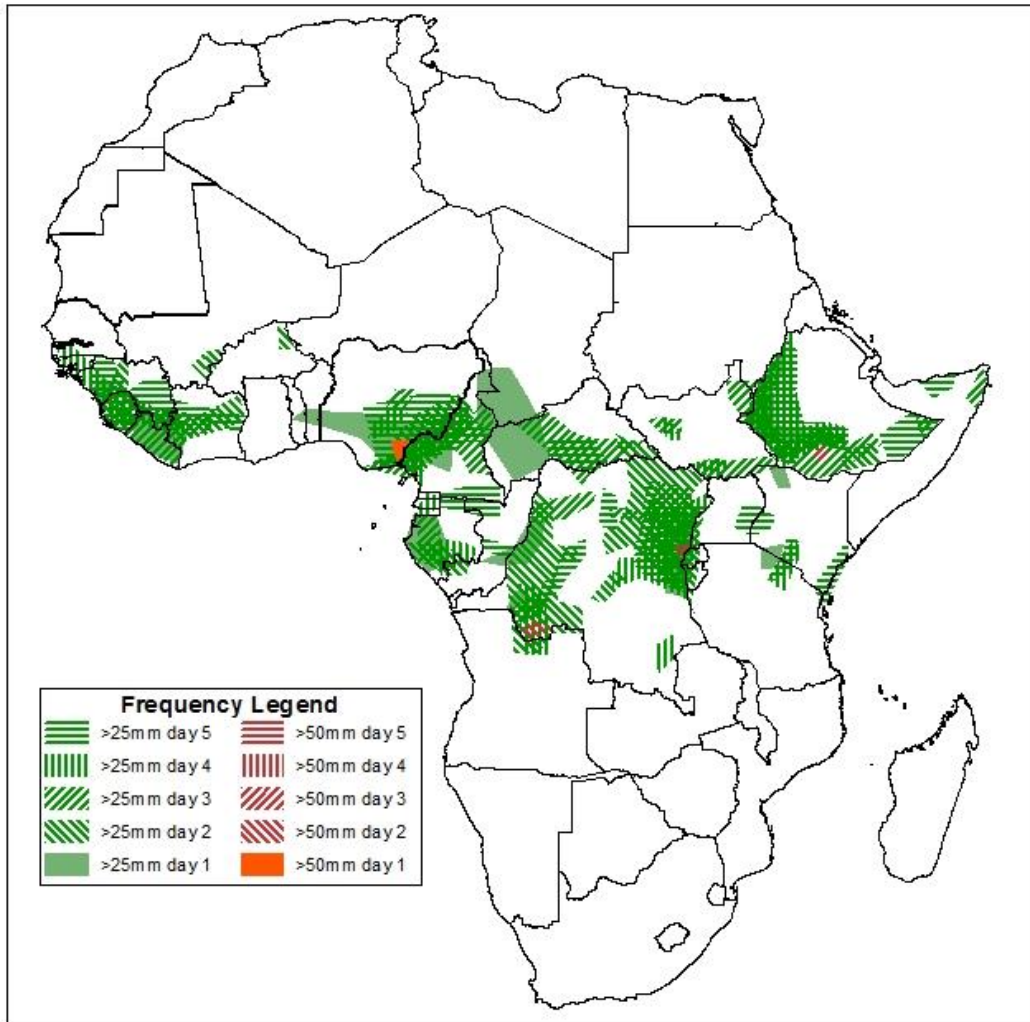 Frequency Legend
>25mm day 5 >50mm day 5
>25mm day 4 >50mm day 4
>25mm day 3 >50mm day 3
>25mm day 2 >50mm day 2
>25mm day 1 >50mm day 1